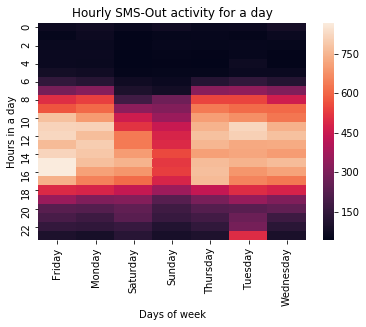 Hourly SMS-Out activity for a day
Hours in a day
0
2
4
6
8
10
12
14
16
18
20
22
Friday
Monday
Saturday
Sunday
Thursday
Tuesday
Wednesday
Days of week
750
600
450
300
150